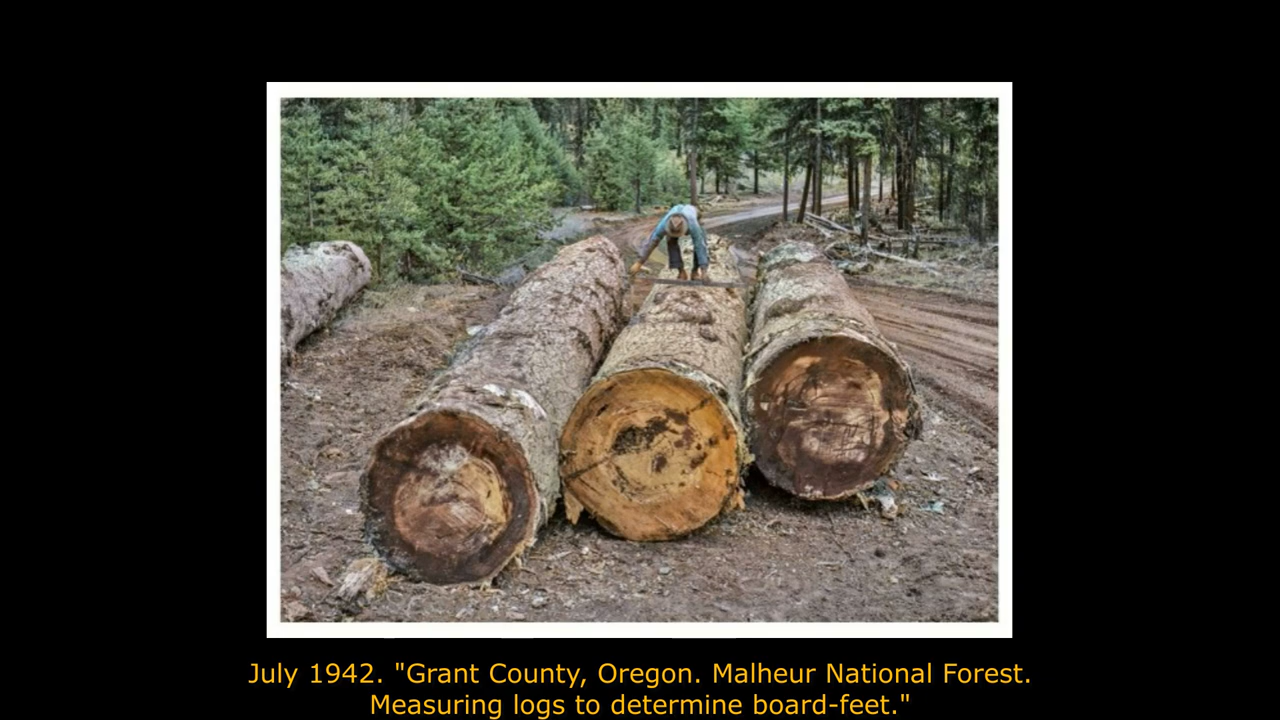 July 1942. "Grant County, Oregon. Malheur National Forest.
Measuring logs to determine board-feet."